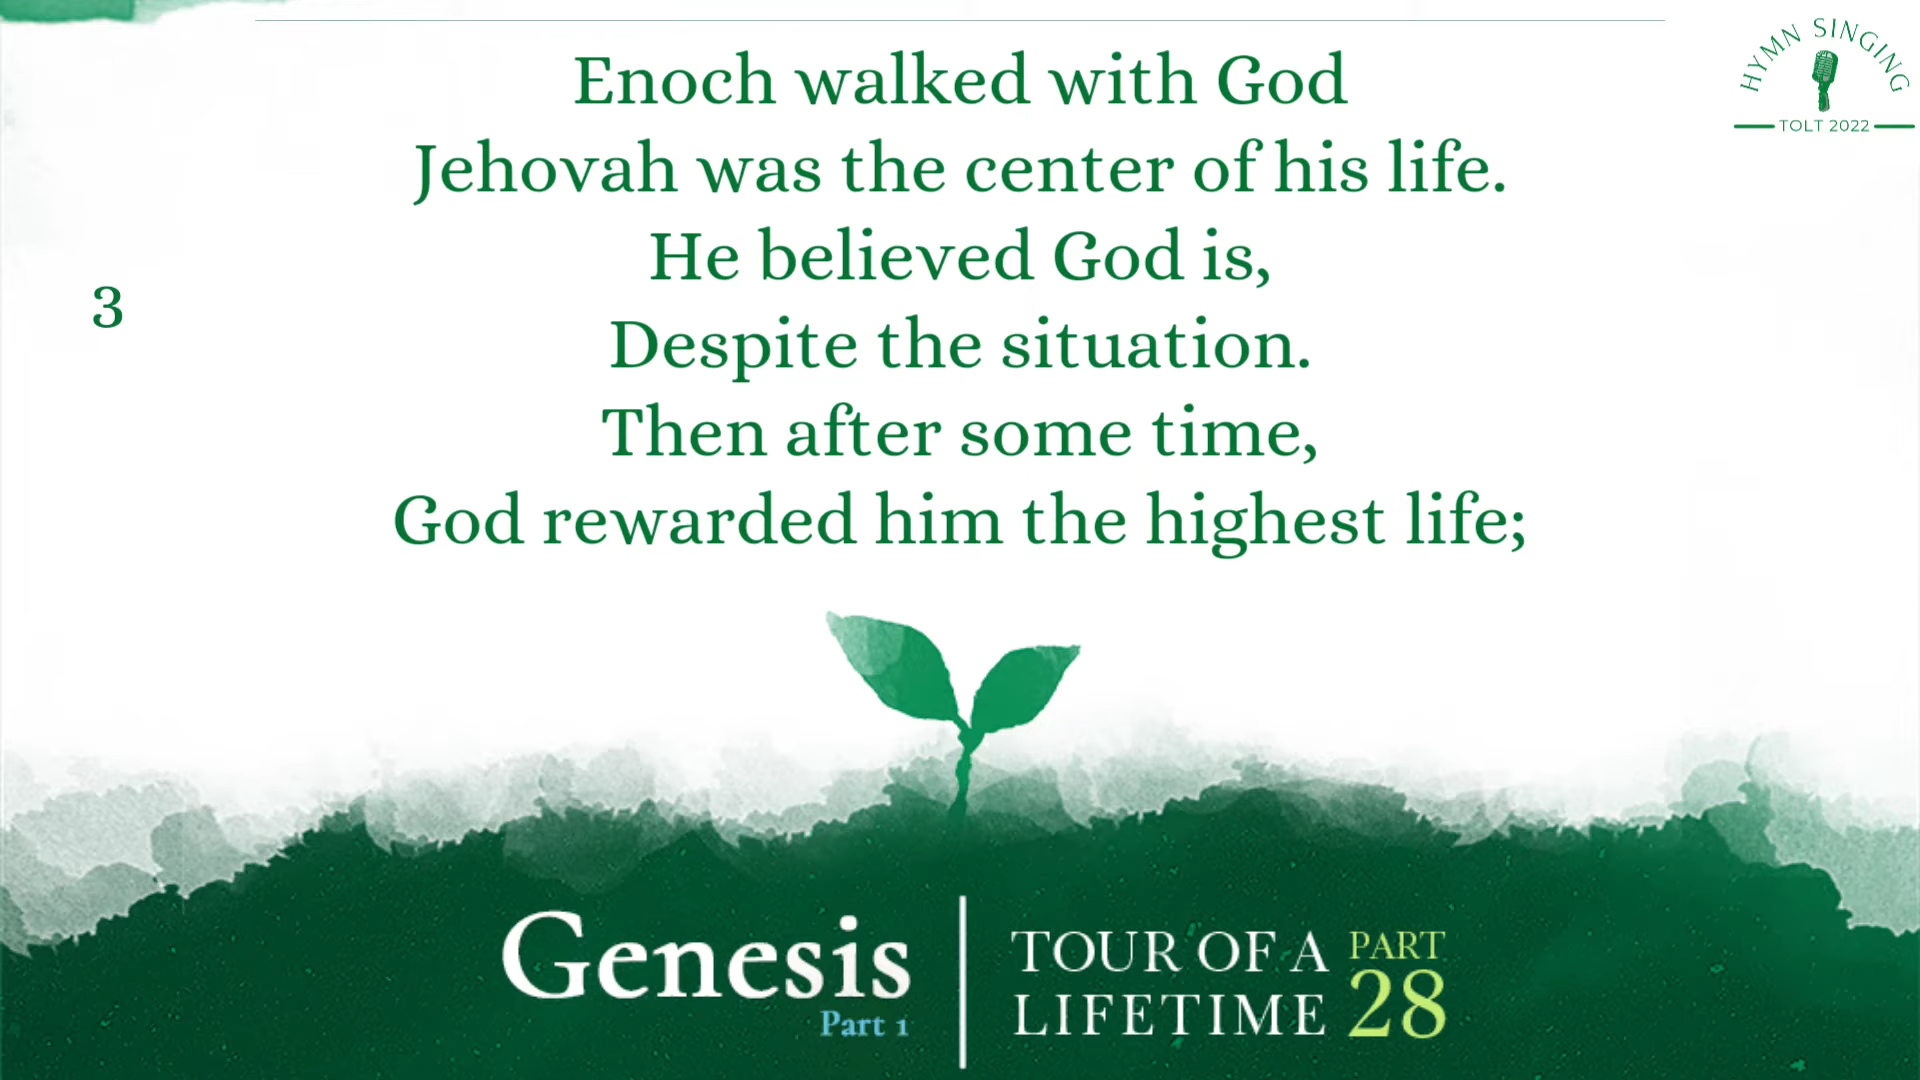 HYMN SINGING
TOLT 2022
3
Enoch walked with God
Jehovah was the center of his life.
He believed God is,
Despite the situation.
Then after some time,
God rewarded him the highest life;
Genesis
Part 1
TOUR OF A
LIFETIME
PART
28